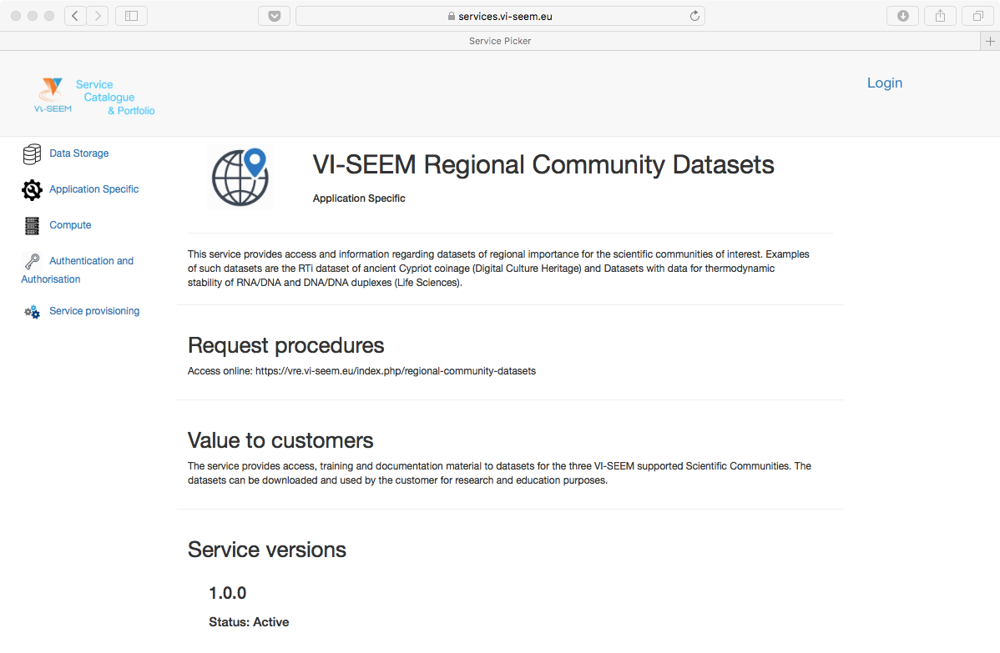 services.vi-seem.eu
Service Picker
Service
Catalogue
& Portfolio
VI-SEEM
Login
Data Storage
Application Specific
Compute
Authentication and
Authorisation
Service provisioning
VI-SEEM Regional Community Datasets
Application Specific
This service provides access and information regarding datasets of regional importance for the scientific communities of interest. Examples
of such datasets are the RTi dataset of ancient Cypriot coinage (Digital Culture Heritage) and Datasets with data for thermodynamic
stability of RNA/DNA and DNA/DNA duplexes (Life Sciences).
Request procedures
Access online: https://vre.vi-seem.eu/index.php/regional-community-datasets
Value to customers
The service provides access, training and documentation material to datasets for the three VI-SEEM supported Scientific Communities. The
datasets can be downloaded and used by the customer for research and education purposes.
Service versions
1.0.0
Status: Active